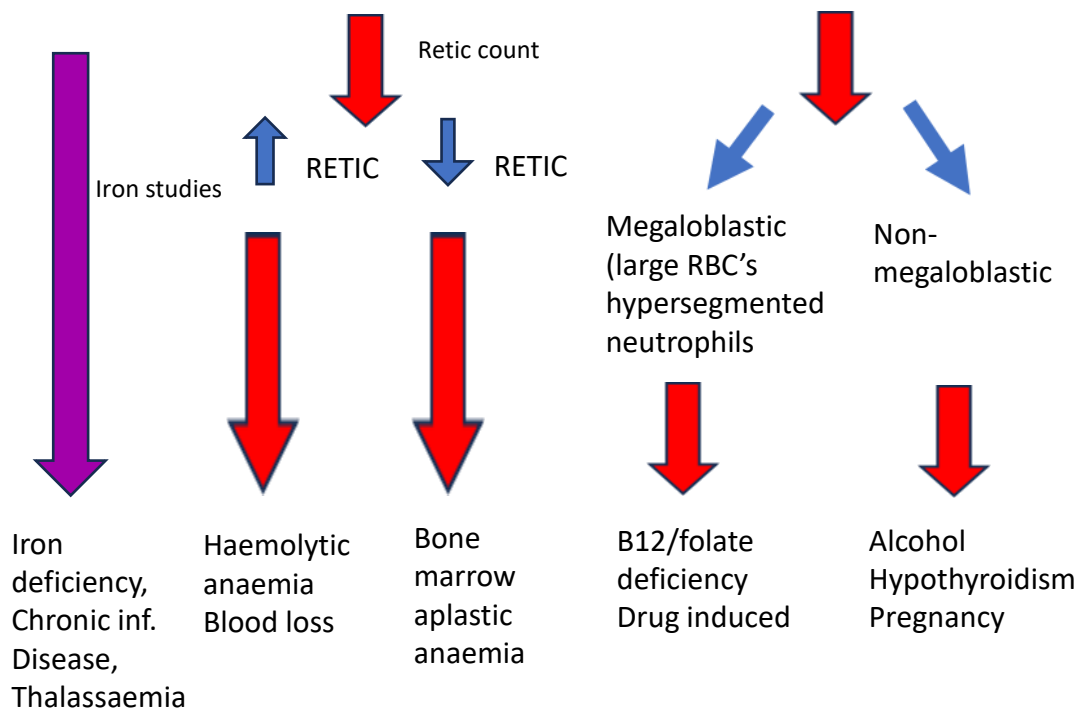 Retic count
Iron studies
RETIC
RETIC
Megaloblastic
(large RBC’s
hypersegmented
neutrophils
Non-
megaloblastic
Iron
deficiency,
Chronic inf.
Disease,
Thalassaemia
Haemolytic
anaemia
Blood loss
Bone
marrow
aplastic
anaemia
B12/folate
deficiency
Drug induced
Alcohol
Hypothyroidism
Pregnancy